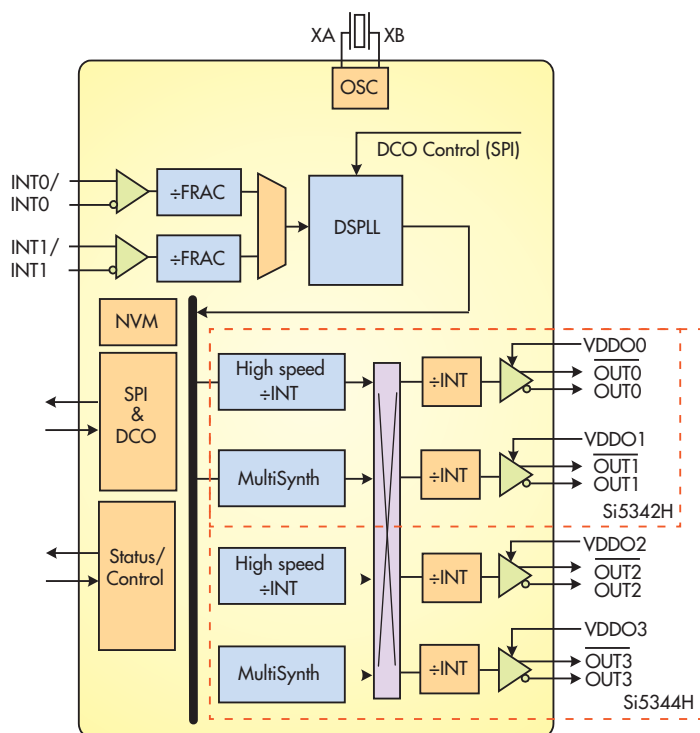 XA XB
OSC
DCO Control (SPI)
INT0/
INT0
÷FRAC
DSPLL
INT1/
INT1
÷FRAC
NVM
SPI
&
DCO
Status/
Control
High speed
÷INT
÷INT
VDDO0
OUT0
OUT0
MultiSynth
÷INT
VDDO1
OUT1
OUT1
Si5342H
High speed
÷INT
÷INT
VDDO2
OUT2
OUT2
MultiSynth
÷INT
VDDO3
OUT3
OUT3
Si5344H